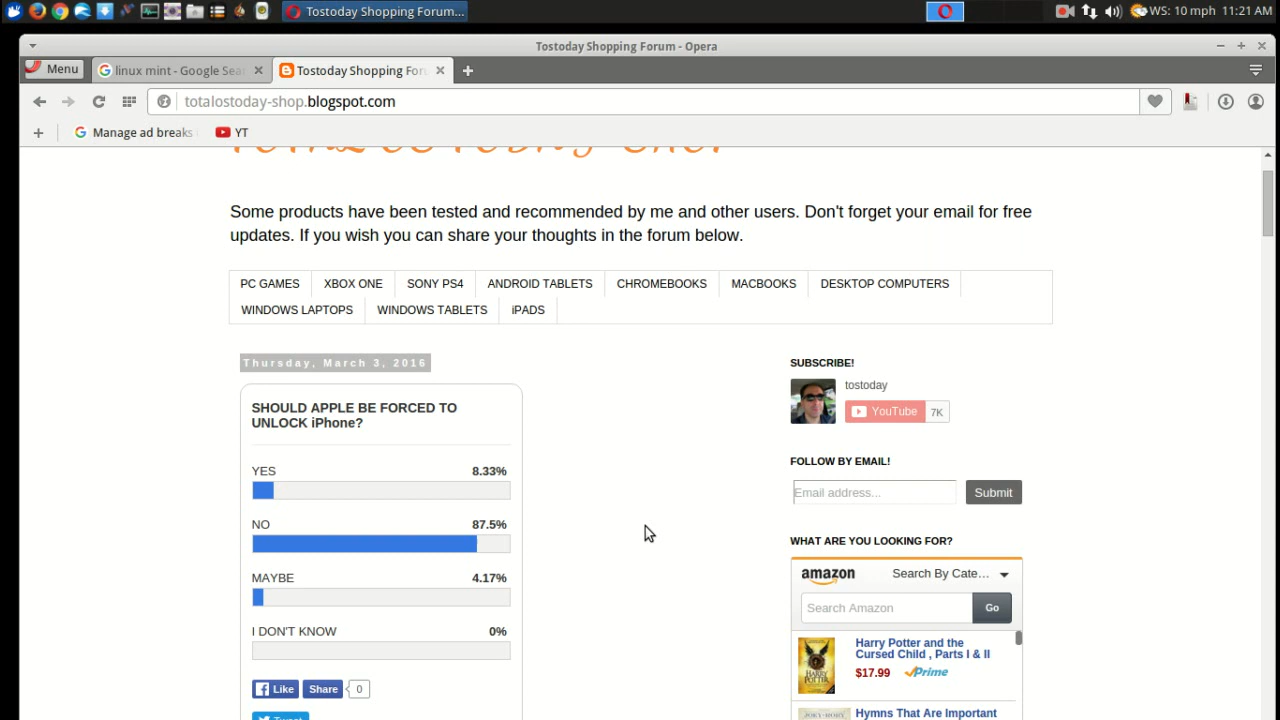 Tostoday Shopping Forum...
WS: 10 mph 11:21 AM
Tostoday Shopping Forum - Opera
Menu
linux mint - Google Sea
Tostoday Shopping For
totalostoday-shop.blogspot.com
Manage ad breaks
YT
Some products have been tested and recommended by me and other users. Don't forget your email for free
updates. If you wish you can share your thoughts in the forum below.
PC GAMES XBOX ONE SONY PS4 ANDROID TABLETS CHROMEBOOKS MACBOOKS DESKTOP COMPUTERS
WINDOWS LAPTOPS WINDOWS TABLETS iPADS
Thursday, March 3, 2016
SHOULD APPLE BE FORCED TO
UNLOCK iPhone?
YES 8.33%
NO 87.5%
MAYBE 4.17%
I DON'T KNOW 0%
Like Share 0
Tweet
SUBSCRIBE!
tostoday
YouTube 7K
FOLLOW BY EMAIL!
Email address... Submit
WHAT ARE YOU LOOKING FOR?
amazon Search By Cate...
Search Amazon Go
Harry Potter and the
Cursed Child , Parts I & II
$17.99 Prime
Hymns That Are Important